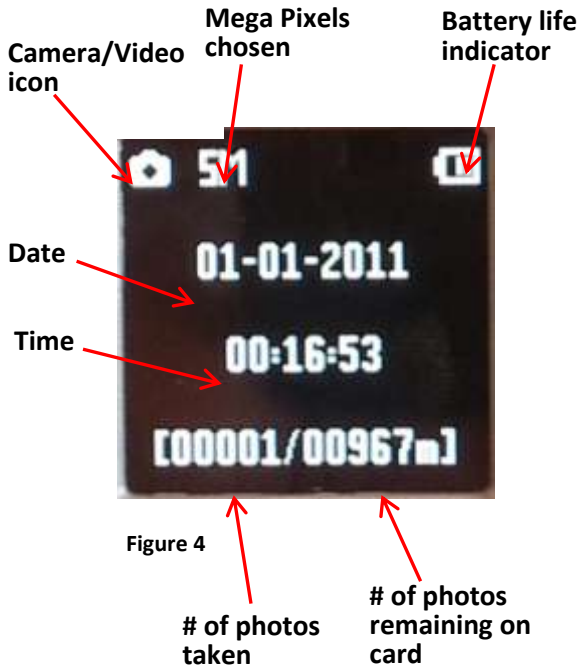 Mega Pixels
chosen
Battery life
indicator
Camera/Video
icon
5M
Date
01-01-2011
Time
00:16:53
[00001/00967m]
Figure 4
# of photos
taken
# of photos
remaining on
card